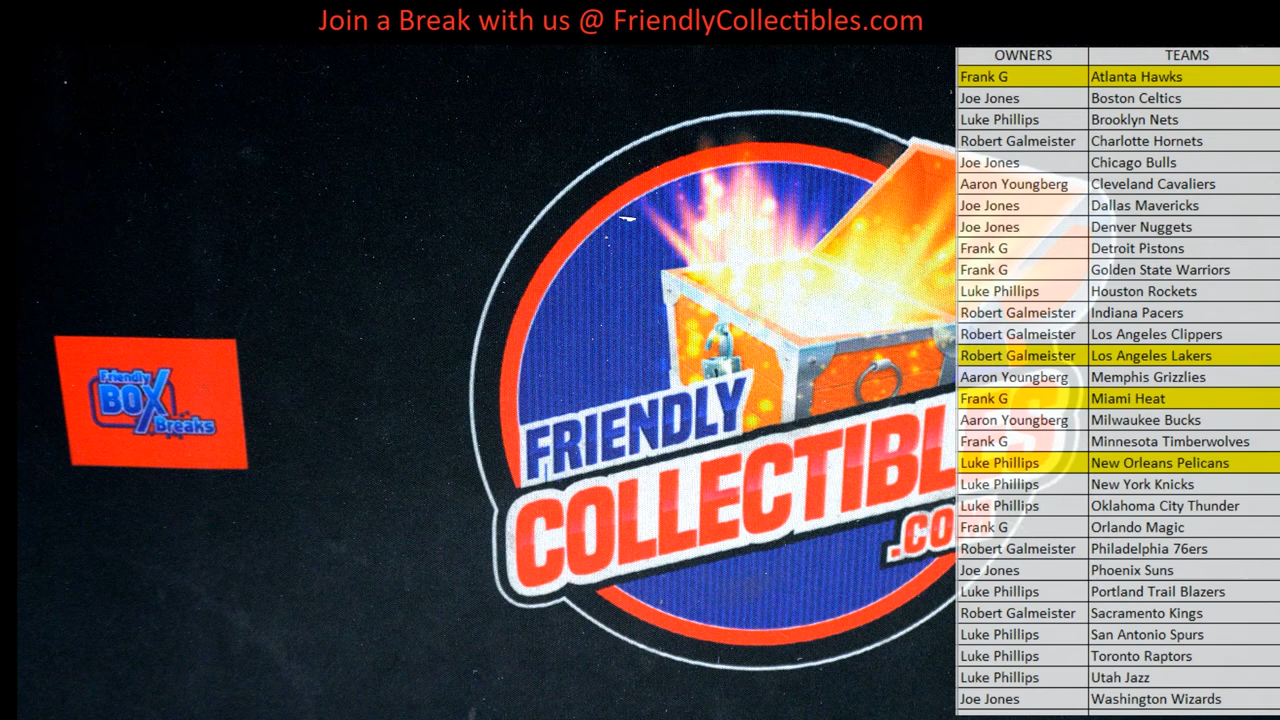 Join a Break with us @ FriendlyCollectibles.com
OWNERS TEAMS
Frank G Atlanta Hawks
Joe Jones Boston Celtics
Luke Phillips Brooklyn Nets
Robert Galmeister Charlotte Hornets
Joe Jones Chicago Bulls
Aaron Youngberg Cleveland Cavaliers
Joe Jones Dallas Mavericks
Joe Jones Denver Nuggets
Frank G Detroit Pistons
Frank G Golden State Warriors
Luke Phillips Houston Rockets
Robert Galmeister Indiana Pacers
Robert Galmeister Los Angeles Clippers
Robert Galmeister Los Angeles Lakers
Aaron Youngberg Memphis Grizzlies
Frank G Miami Heat
Aaron Youngberg Milwaukee Bucks
Frank G Minnesota Timberwolves
Luke Phillips New Orleans Pelicans
Luke Phillips New York Knicks
Luke Phillips Oklahoma City Thunder
Frank G Orlando Magic
Robert Galmeister Philadelphia 76ers
Joe Jones Phoenix Suns
Luke Phillips Portland Trail Blazers
Robert Galmeister Sacramento Kings
Luke Phillips San Antonio Spurs
Luke Phillips Toronto Raptors
Luke Phillips Utah Jazz
Joe Jones Washington Wizards
Friendly
BOX
Breaks
FRIENDLY
COLLECTIBLES
.COM